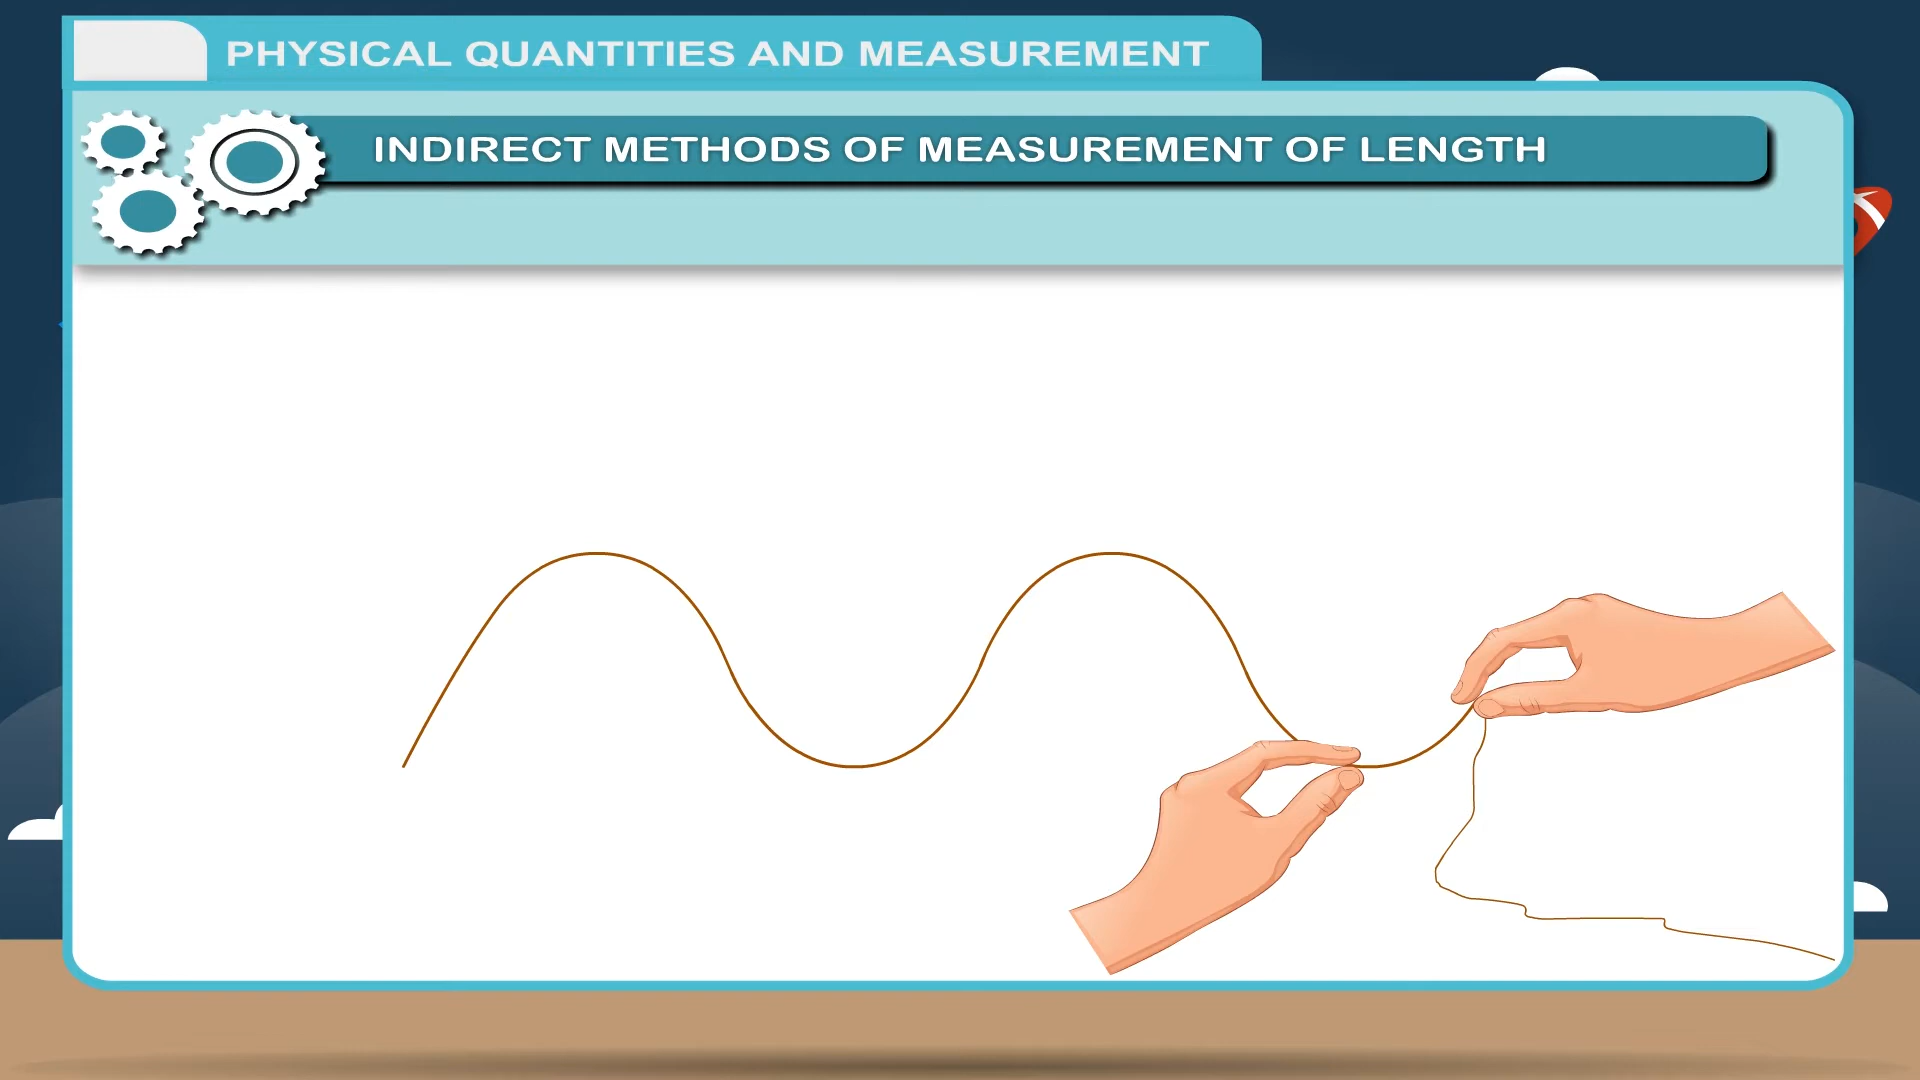 PHYSICAL QUANTITIES AND MEASUREMENT
INDIRECT METHODS OF MEASUREMENT OF LENGTH